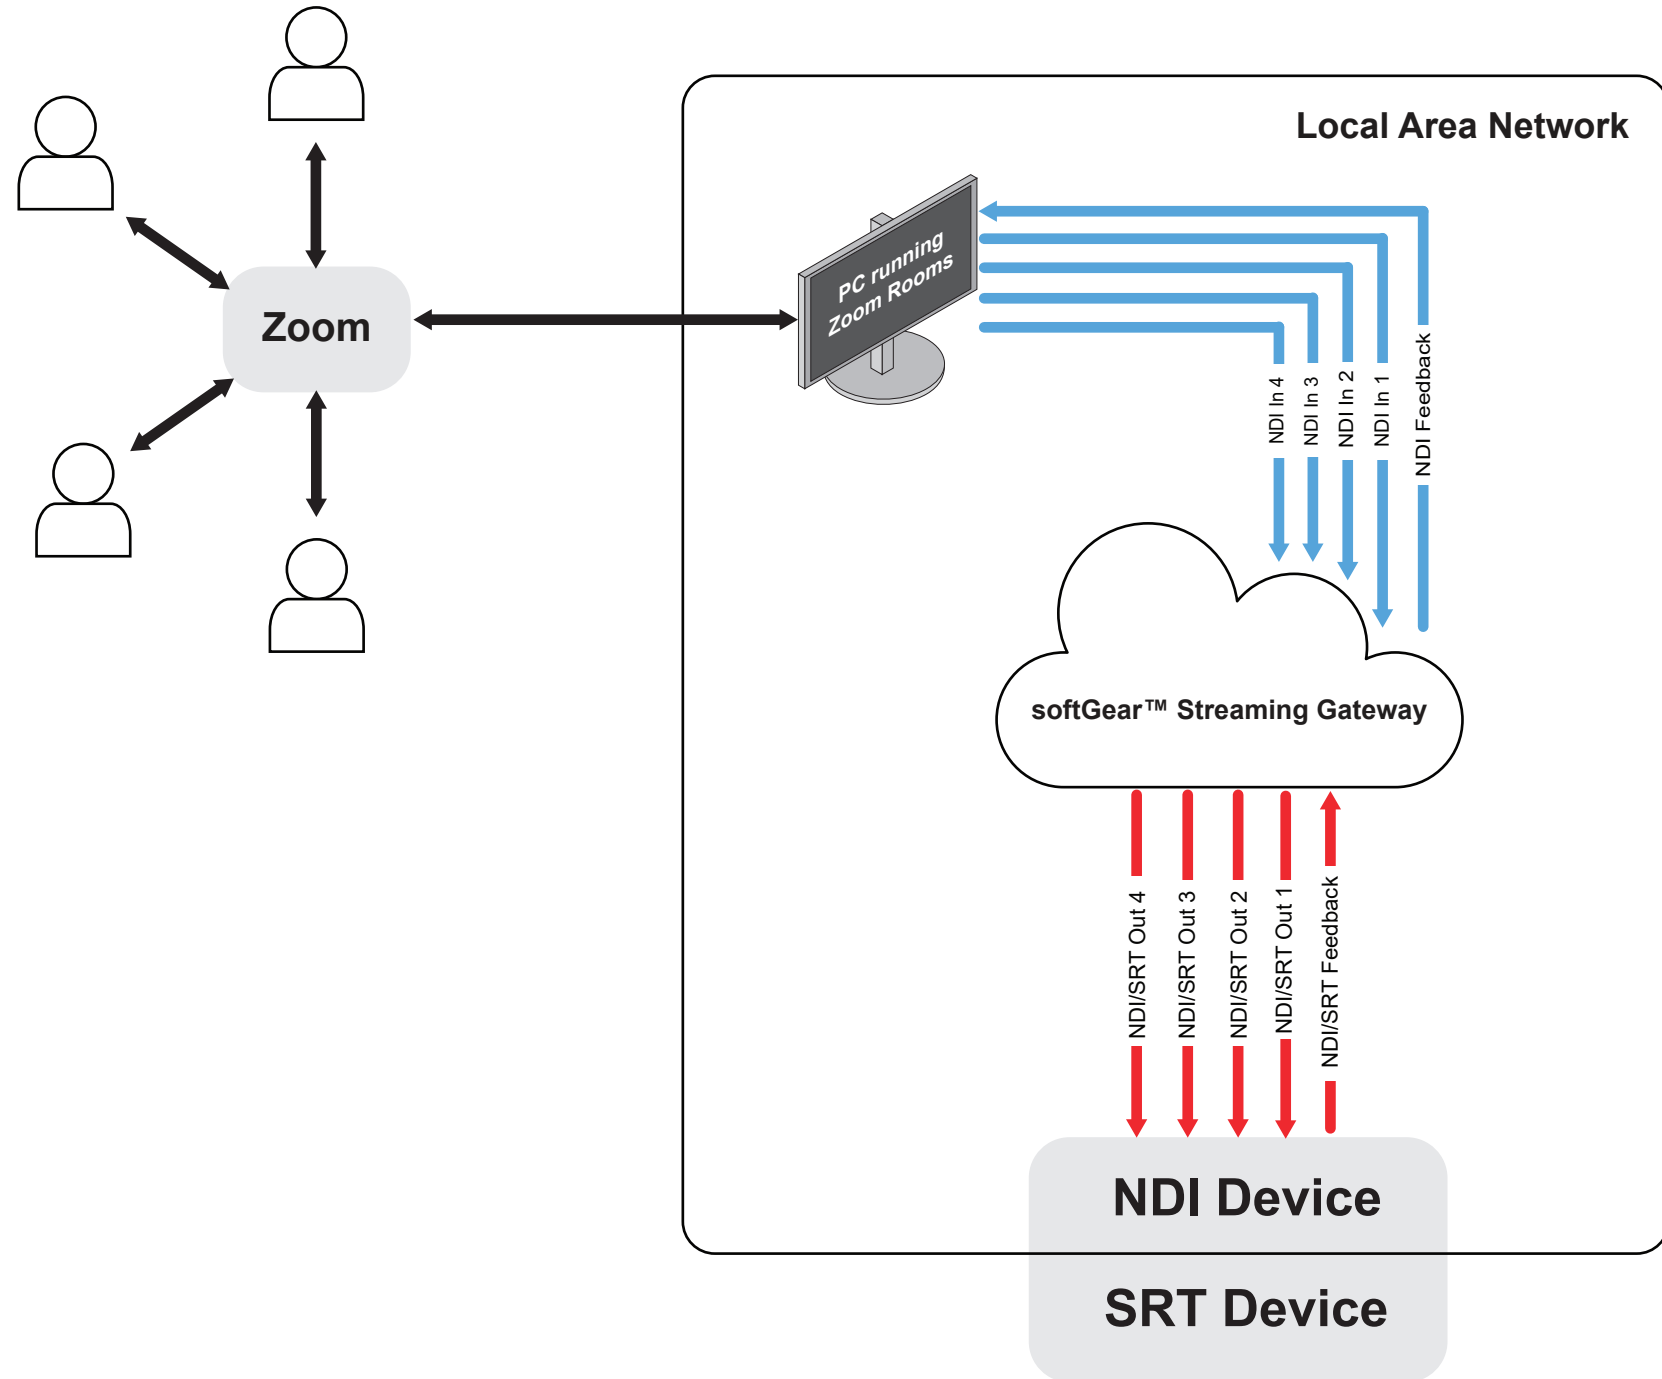 Local Area Network
PC running
Zoom Rooms
Zoom
NDI In 4
NDI In 3
NDI In 2
NDI In 1
NDI Feedback
softGear™ Streaming Gateway
NDI/SRT Out 4
NDI/SRT Out 3
NDI/SRT Out 2
NDI/SRT Out 1
NDI/SRT Feedback
NDI Device
SRT Device